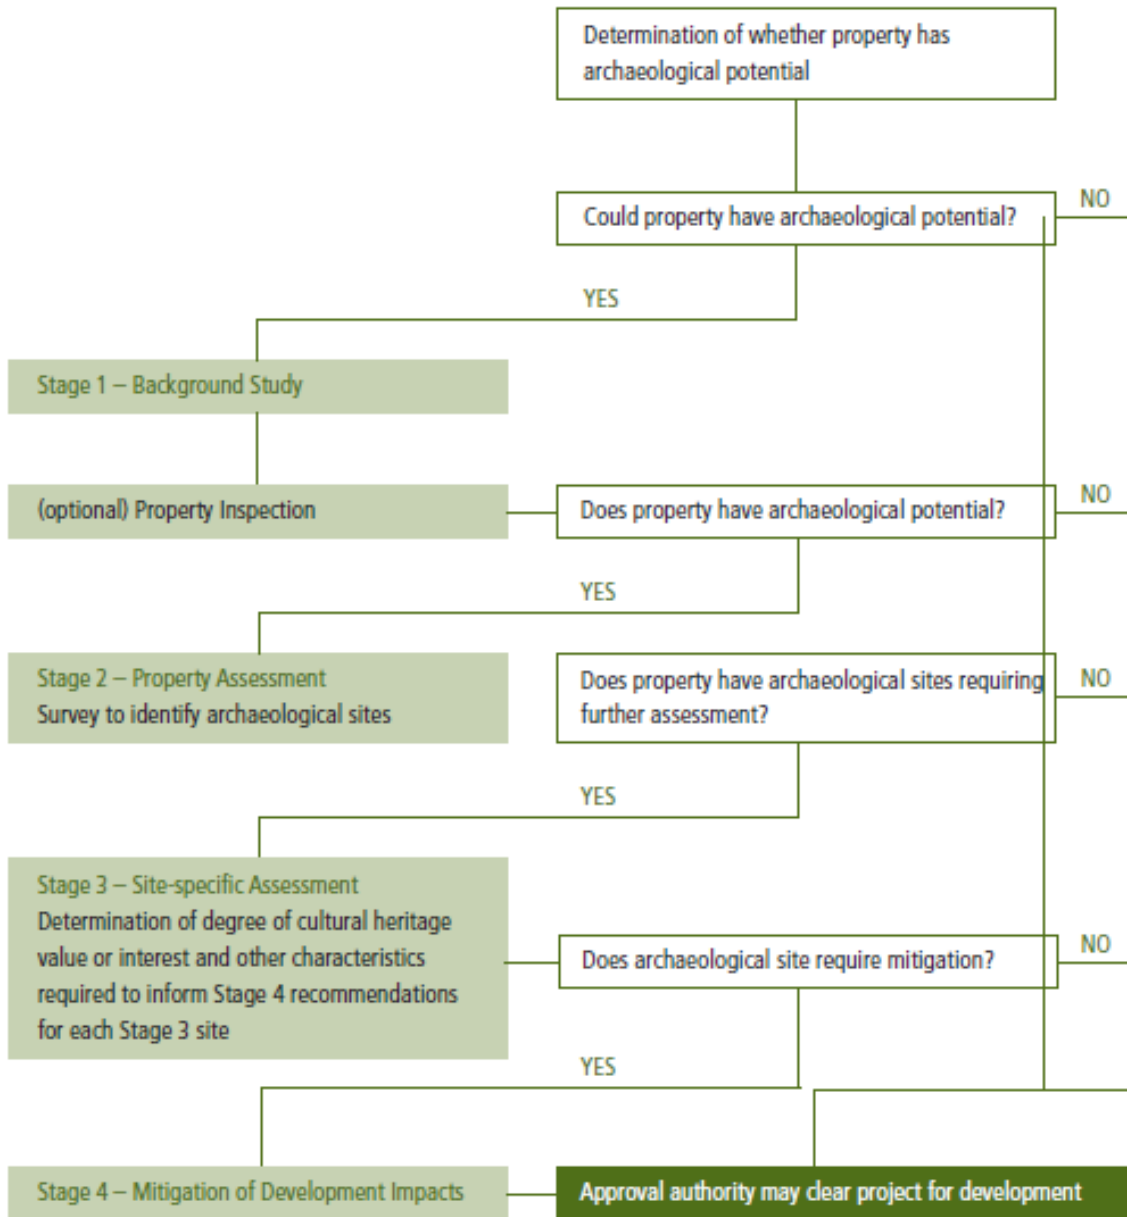 Determination of whether property has
archaeological potential
Could property have archaeological potential?
NO
YES
Stage 1 – Background Study
(optional) Property Inspection
Does property have archaeological potential?
NO
YES
Stage 2 – Property Assessment
Survey to identify archaeological sites
Does property have archaeological sites requiring
further assessment?
NO
YES
Stage 3 – Site-specific Assessment
Determination of degree of cultural heritage
value or interest and other characteristics
required to inform Stage 4 recommendations
for each Stage 3 site
Does archaeological site require mitigation?
NO
YES
Stage 4 – Mitigation of Development Impacts
Approval authority may clear project for development